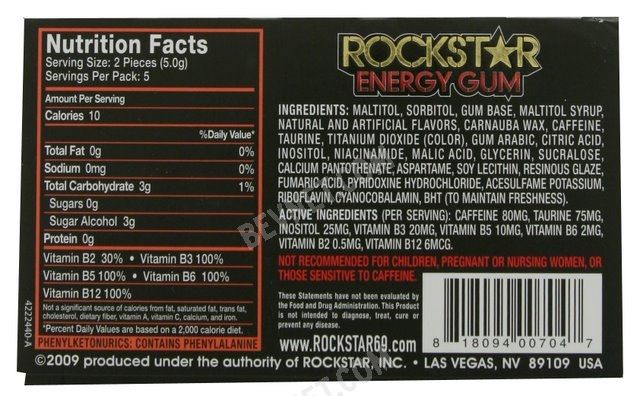 Nutrition Facts
Serving Size: 2 Pieces (5.0g)
Servings Per Pack: 5
Amount Per Serving
Calories 10
%Daily Value*
Total Fat 0g 0%
Sodium 0mg 0%
Total Carbohydrate 3g 1%
Sugars 0g
Sugar Alcohol 3g
Protein 0g
Vitamin B2 30% • Vitamin B3 100%
Vitamin B5 100% • Vitamin B6 100%
Vitamin B12 100%
Not a significant source of calories from fat, saturated fat, trans fat,
cholesterol, dietary fiber, vitamin A, vitamin C, calcium, and iron.
*Percent Daily Values are based on a 2,000 calorie diet.
PHENYLKETONURICS: CONTAINS PHENYLALANINE
4222440-A
ROCKSTAR
ENERGY GUM
INGREDIENTS: MALTITOL, SORBITOL, GUM BASE, MALTITOL SYRUP,
NATURAL AND ARTIFICIAL FLAVORS, CARNAUBA WAX, CAFFEINE,
TAURINE, TITANIUM DIOXIDE (COLOR), GUM ARABIC, CITRIC ACID,
INOSITOL, NIACINAMIDE, MALIC ACID, GLYCERIN, SUCRALOSE,
CALCIUM PANTOTHENATE, ASPARTAME, SOY LECITHIN, RESINOUS GLAZE,
FUMARIC ACID, PYRIDOXINE HYDROCHLORIDE, ACESULFAME POTASSIUM,
RIBOFLAVIN, CYANOCOBALAMIN, BHT (TO MAINTAIN FRESHNESS).
ACTIVE INGREDIENTS (PER SERVING): CAFFEINE 80MG, TAURINE 75MG,
INOSITOL 25MG, VITAMIN B3 20MG, VITAMIN B5 10MG, VITAMIN B6 2MG,
VITAMIN B2 0.5MG, VITAMIN B12 6MCG.
NOT RECOMMENDED FOR CHILDREN, PREGNANT OR NURSING WOMEN, OR
THOSE SENSITIVE TO CAFFEINE.
These Statements have not been evaluated by
the Food and Drug Administration. This Product
is not intended to diagnose, treat, cure or
prevent any disease.
www.ROCKSTAR69.com
8 18094 00704 7
©2009 produced under the authority of ROCKSTAR, INC. • LAS VEGAS, NV 89109 USA
BEVNET.COM